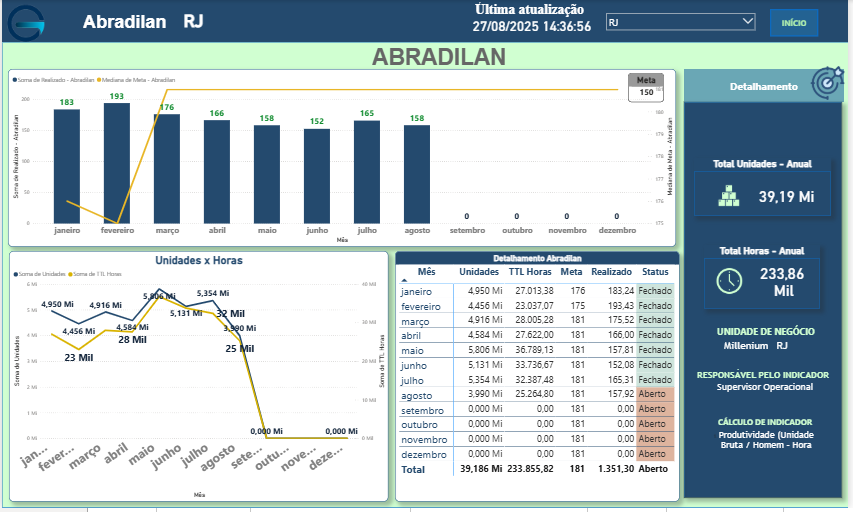 Abradilan RJ
Última atualização
27/08/2025 14:36:56
RJ
INÍCIO
ABRADILAN
Soma de Realizado - Abradilan Mediana de Meta - Abradilan
Meta
150
Soma de Realizado - Abradilan
200
150
100
50
0
183
193
176
166
158
152
165
158
0
0
0
0
181
180
179
178
177
176
175
Mediana de Meta - Abradilan
janeiro fevereiro março abril maio junho julho agosto setembro outubro novembro dezembro
Mês
Unidades x Horas
Soma de Unidades Soma de TTL Horas
Soma de Unidades
6 Mi
5 Mi
4 Mi
3 Mi
2 Mi
1 Mi
0 Mi
4,950 Mi
4,456 Mi
4,916 Mi
4,584 Mi
5,806 Mi
5,131 Mi
5,354 Mi
3,990 Mi
0,000 Mi
0,000 Mi
23 Mil
28 Mil
32 Mil
25 Mil
40 Mil
30 Mil
20 Mil
10 Mil
0 Mil
Soma de TTL Horas
jan... fever... março abril maio junho julho agosto sete... outu... nove... deze...
Mês
Detalhamento Abradilan
Mês Unidades TTL Horas Meta Realizado Status
janeiro 4,950 Mi 27.013,38 176 183,24 Fechado
fevereiro 4,456 Mi 23.037,07 175 193,43 Fechado
março 4,916 Mi 28.005,28 181 175,52 Fechado
abril 4,584 Mi 27.622,00 181 166,00 Fechado
maio 5,806 Mi 36.789,13 181 157,81 Fechado
junho 5,131 Mi 33.736,67 181 152,08 Fechado
julho 5,354 Mi 32.387,48 181 165,31 Fechado
agosto 3,990 Mi 25.264,80 181 157,92 Aberto
setembro 0,000 Mi 0,00 181 0,00 Aberto
outubro 0,000 Mi 0,00 181 0,00 Aberto
novembro 0,000 Mi 0,00 181 0,00 Aberto
dezembro 0,000 Mi 0,00 181 0,00 Aberto
Total 39,186 Mi 233.855,82 181 1.351,30 Aberto
Detalhamento
Total Unidades - Anual
39,19 Mi
Total Horas - Anual
233,86
Mil
UNIDADE DE NEGÓCIO
Millenium RJ
RESPONSÁVEL PELO INDICADOR
Supervisor Operacional
CÁLCULO DE INDICADOR
Produtividade (Unidade
Bruta / Homem - Hora